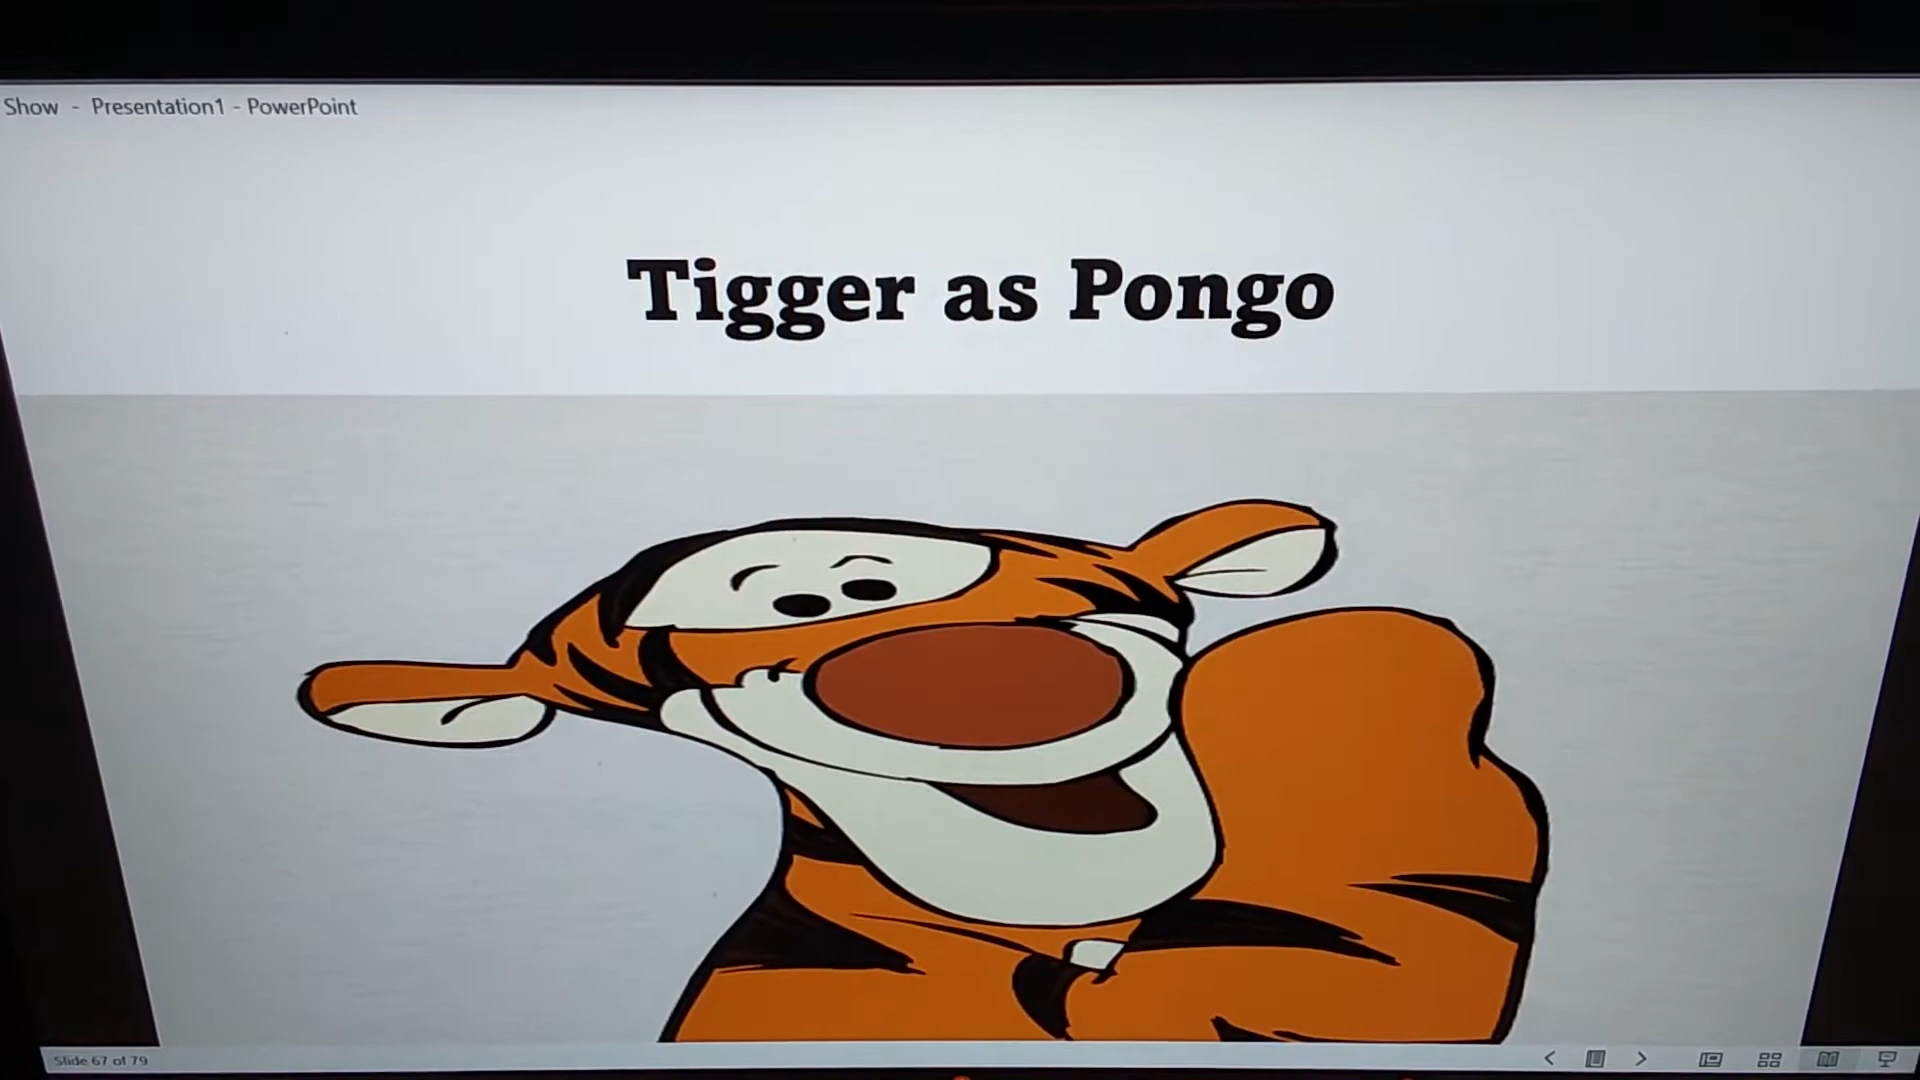 Show - Presentation1 - PowerPoint
Tigger as Pongo
Slide 67 of 79